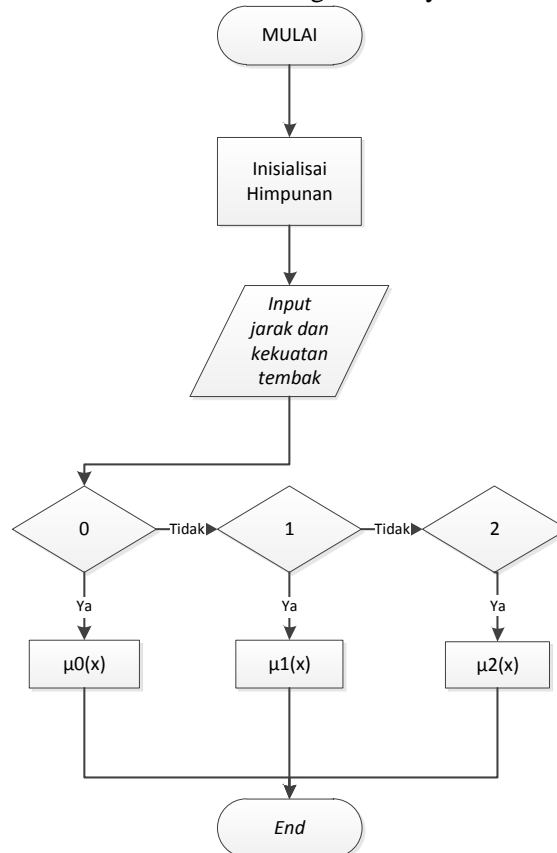 MULAI
Inisialisai
Himpunan
Input
jarak dan
kekuatan
tembak
0
Tidak
1
Tidak
2
Ya
Ya
Ya
µ0(x)
µ1(x)
µ2(x)
End